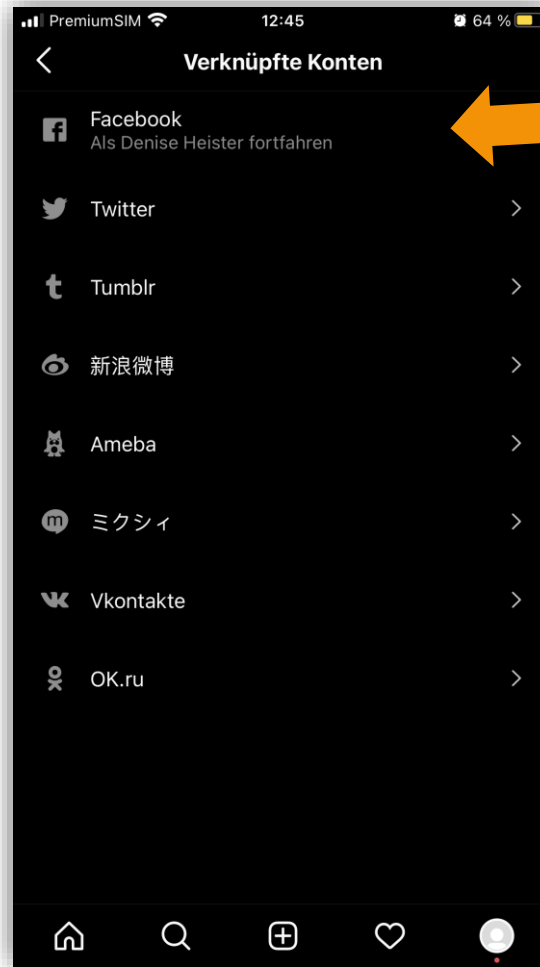 PremiumSIM 12:45 64 %
Verknüpfte Konten
Facebook
Als Denise Heister fortfahren
Twitter
Tumblr
新浪微博
Ameba
ミクシィ
Vkontakte
OK.ru